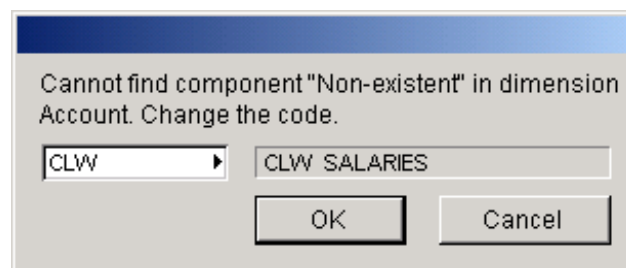 Cannot find component "Non-existent" in dimension
Account. Change the code.
CLW CLW SALARIES
OK Cancel